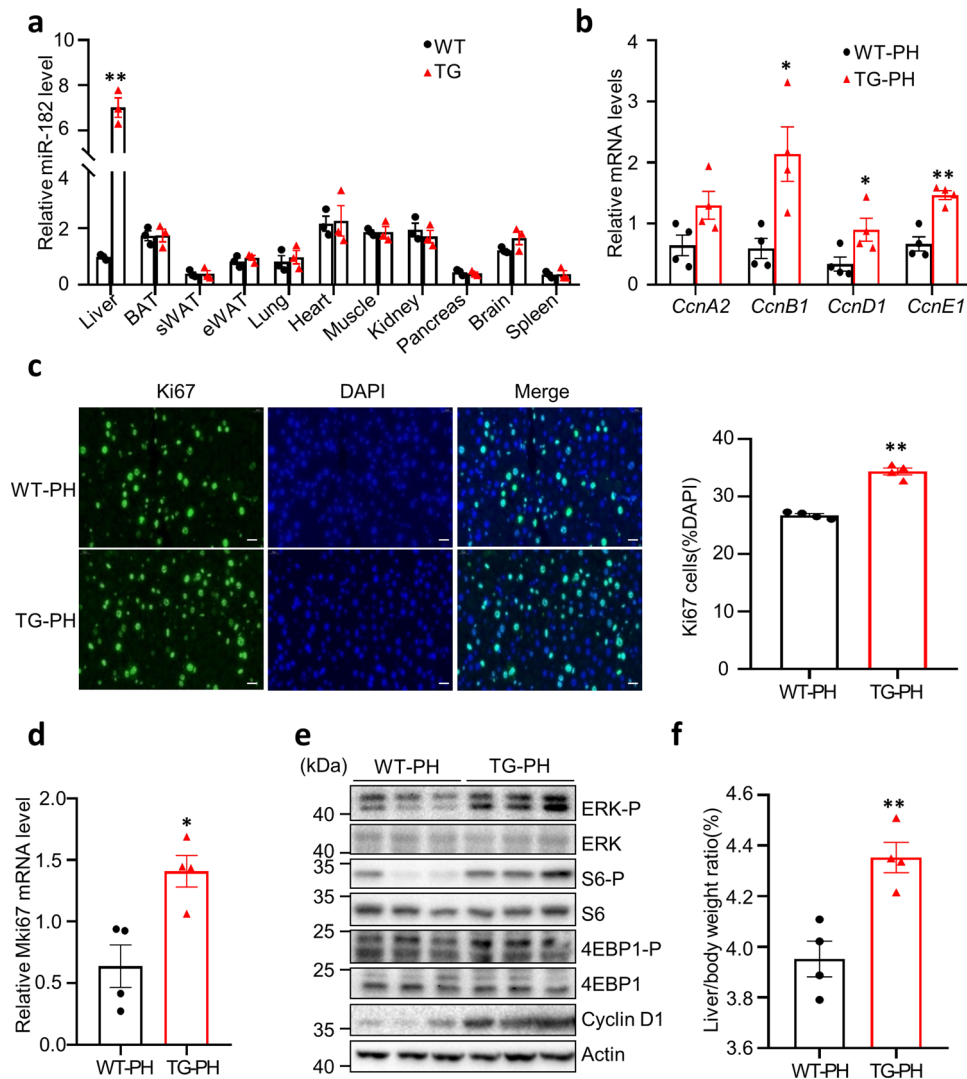 a
Relative miR-182 level
10
8
6
4
2
0
**
WT
TG
Liver
BAT
sWAT
eWAT
Lung
Heart
Muscle
Kidney
Pancreas
Brain
Spleen
b
Relative mRNA levels
4
3
2
1
0
WT-PH
TG-PH
*
*
**
CcnA2
CcnB1
CcnD1
CcnE1
c
Ki67
DAPI
Merge
WT-PH
TG-PH
Ki67 cells(%DAPI)
40
30
20
10
0
**
WT-PH
TG-PH
d
Relative Mki67 mRNA level
2.0
1.5
1.0
0.5
0.0
*
WT-PH
TG-PH
e
(kDa)
WT-PH
TG-PH
40
ERK-P
ERK
35
S6-P
35
S6
25
4EBP1-P
25
4EBP1
35
Cyclin D1
40
Actin
f
Liver/body weight ratio(%)
4.6
4.4
4.2
4.0
3.8
3.6
**
WT-PH
TG-PH